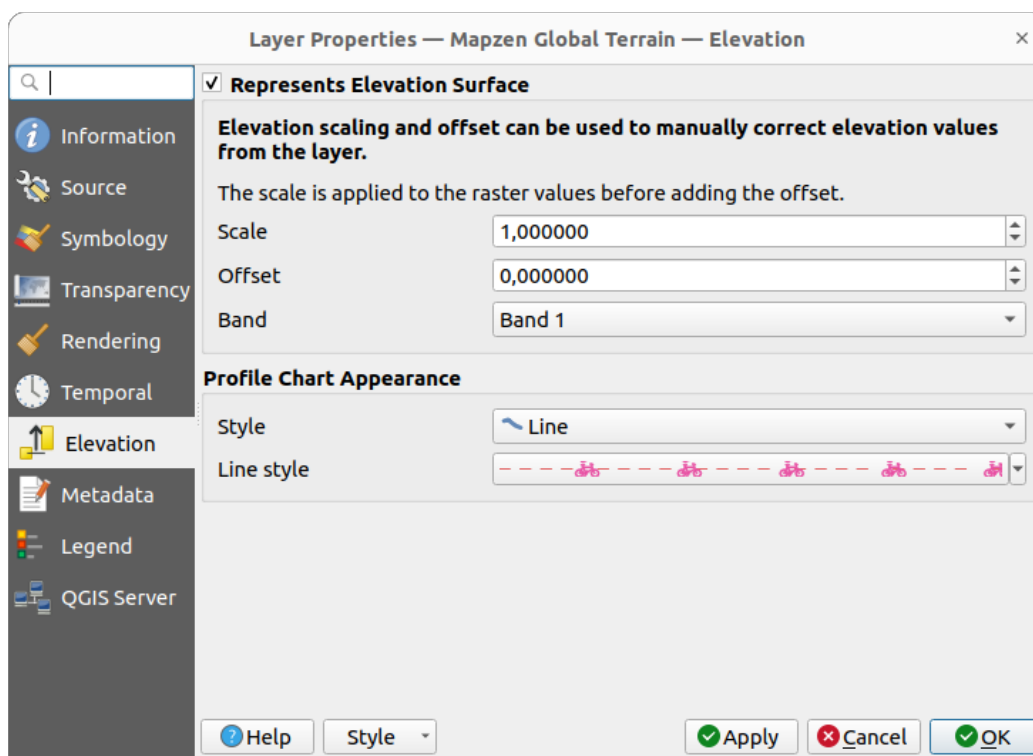 Layer Properties — Mapzen Global Terrain — Elevation
Information
Source
Symbology
Transparency
Rendering
Temporal
Elevation
Metadata
Legend
QGIS Server
Represents Elevation Surface
Elevation scaling and offset can be used to manually correct elevation values
from the layer.
The scale is applied to the raster values before adding the offset.
Scale 1,000000
Offset 0,000000
Band Band 1
Profile Chart Appearance
Style Line
Line style
Help Style Apply Cancel OK